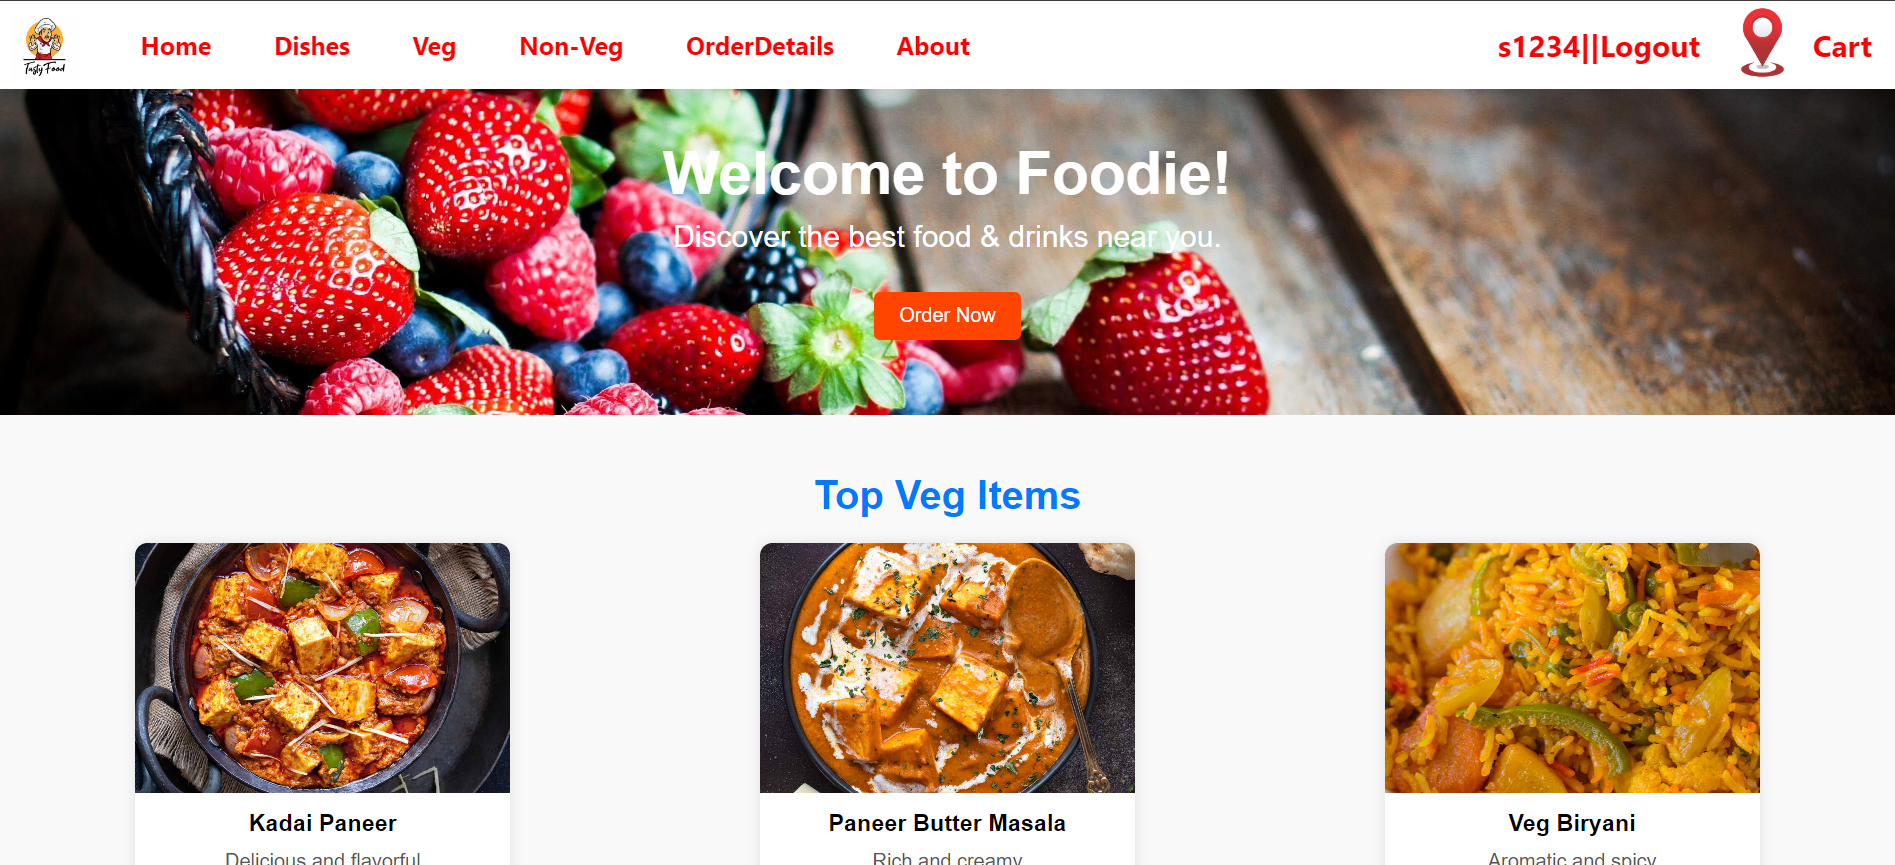 Tasty Food
Home Dishes Veg Non-Veg OrderDetails About s1234||Logout Cart
Welcome to Foodie!
Discover the best food & drinks near you.
Order Now
Top Veg Items
Kadai Paneer Paneer Butter Masala Veg Biryani
Delicious and flavorful Rich and creamy Aromatic and spicy